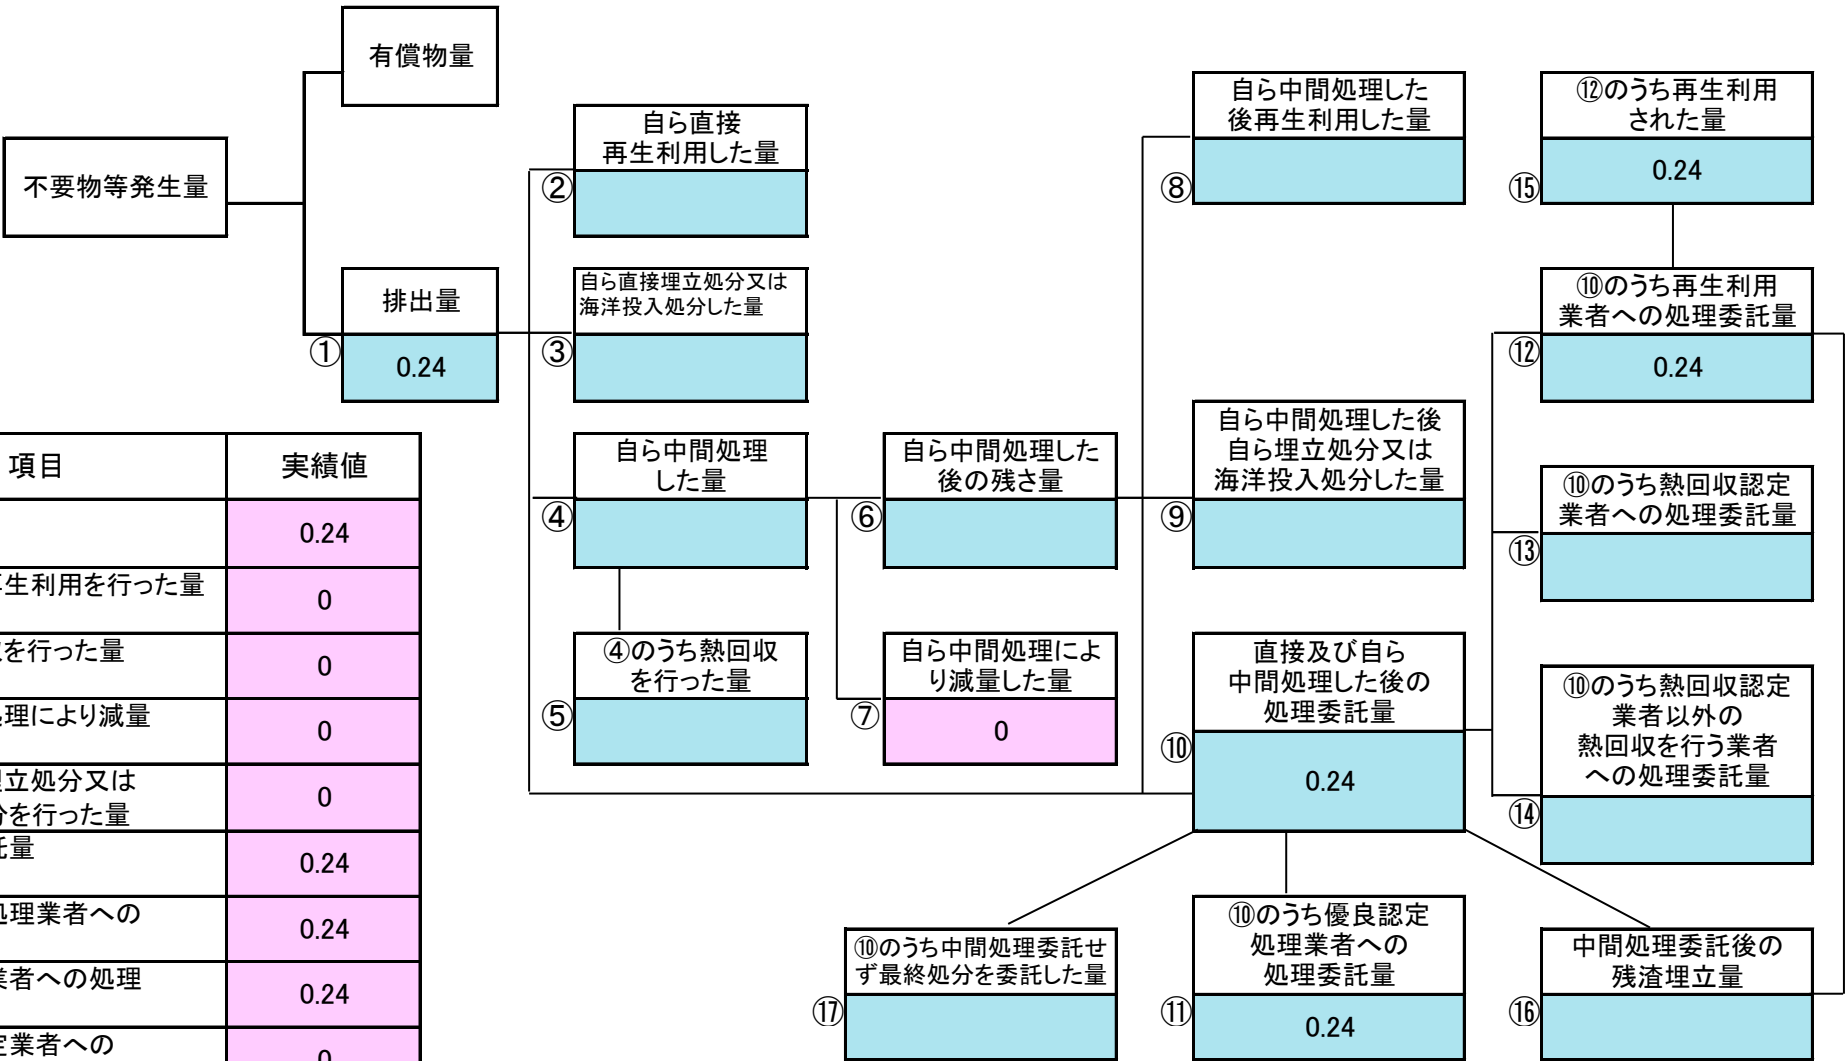 有償物量
不要物等発生量
排出量
①
0.24
自ら直接
再生利用した量
②
自ら直接埋立処分又は
海洋投入処分した量
③
自ら中間処理
した量
④
④のうち熱回収
を行った量
⑤
自ら中間処理した
後の残さ量
⑥
自ら中間処理によ
り減量した量
⑦
0
自ら中間処理した
後再生利用した量
⑧
自ら中間処理した後
自ら埋立処分又は
海洋投入処分した量
⑨
直接及び自ら
中間処理した後の
処理委託量
⑩
0.24
⑫のうち再生利用
された量
⑮
0.24
⑩のうち再生利用
業者への処理委託量
⑫
0.24
⑩のうち熱回収認定
業者への処理委託量
⑬
⑩のうち熱回収認定
業者以外の
熱回収を行う業者
への処理委託量
⑭
⑩のうち中間処理委託せ
ず最終処分を委託した量
⑰
⑩のうち優良認定
処理業者への
処理委託量
⑪
0.24
中間処理委託後の
残渣埋立量
⑯
項目
実績値
0.24
生利用を行った量
0
を行った量
0
理により減量
0
立処分又は
を行った量
0
託量
0.24
処理業者への
0.24
業者への処理
0.24
定業者への
0